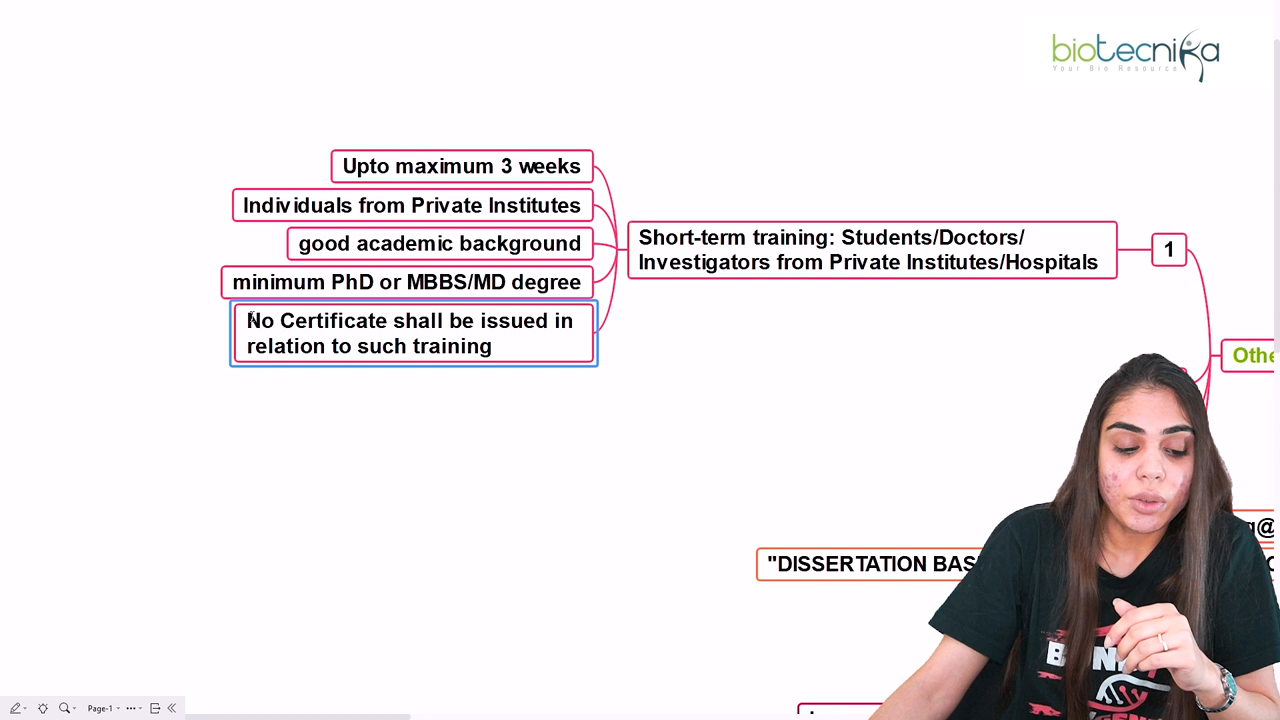 biotecnika
Your Bio Resource
Upto maximum 3 weeks
Individuals from Private Institutes
good academic background
minimum PhD or MBBS/MD degree
No Certificate shall be issued in
relation to such training
Short-term training: Students/Doctors/
Investigators from Private Institutes/Hospitals
1
Othe
"DISSERTATION BAS
Page-1